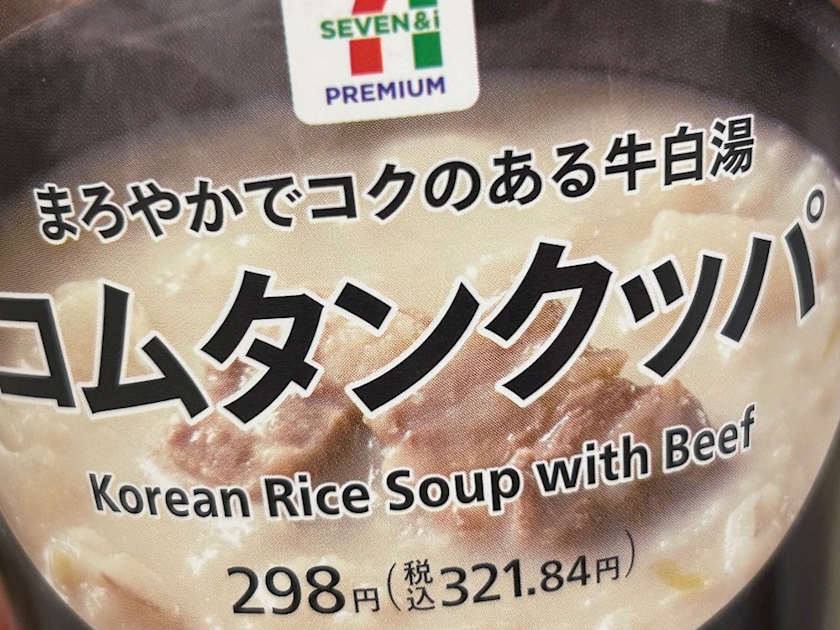 SEVEN&i
PREMIUM
まろやかでコクのある牛白湯
コムタンクッパ
Korean Rice Soup with Beef
298円(税込321.84円)